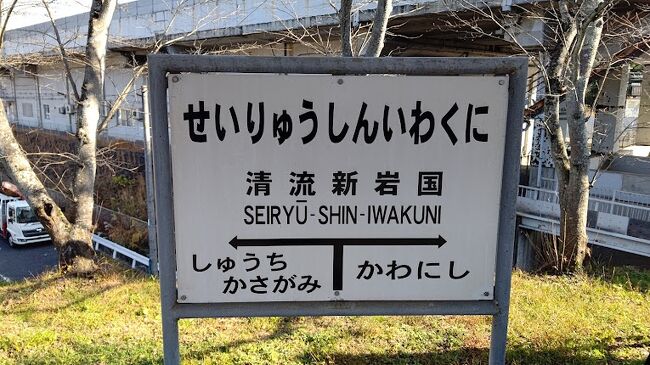 せいりゅうしんいわくに
清流新岩国
SEIRYŪ-SHIN-IWAKUNI
しゅうち
かさがみ
かわにし